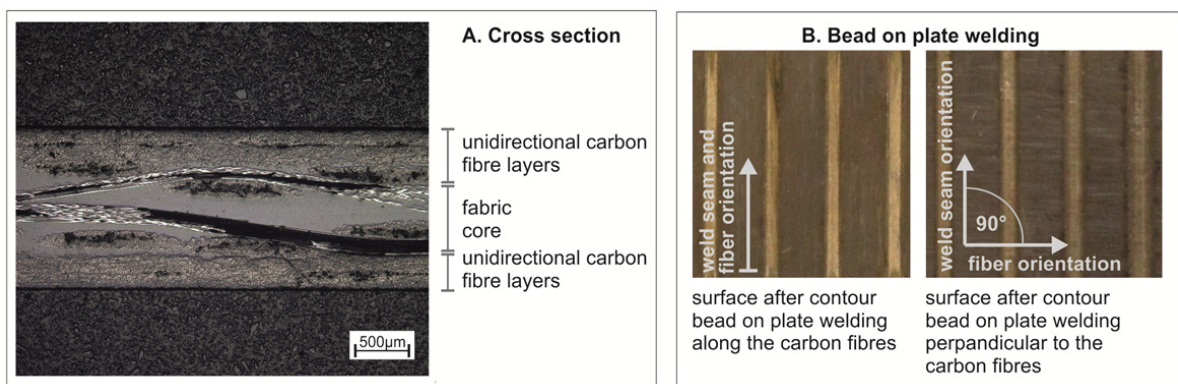 A. Cross section
unidirectional carbon
fibre layers
fabric
core
unidirectional carbon
fibre layers
500µm
B. Bead on plate welding
weld seam and
fiber orientation
weld seam orientation
90°
fiber orientation
surface after contour
bead on plate welding
along the carbon fibres
surface after contour
bead on plate welding
perpandicular to the
carbon fibres